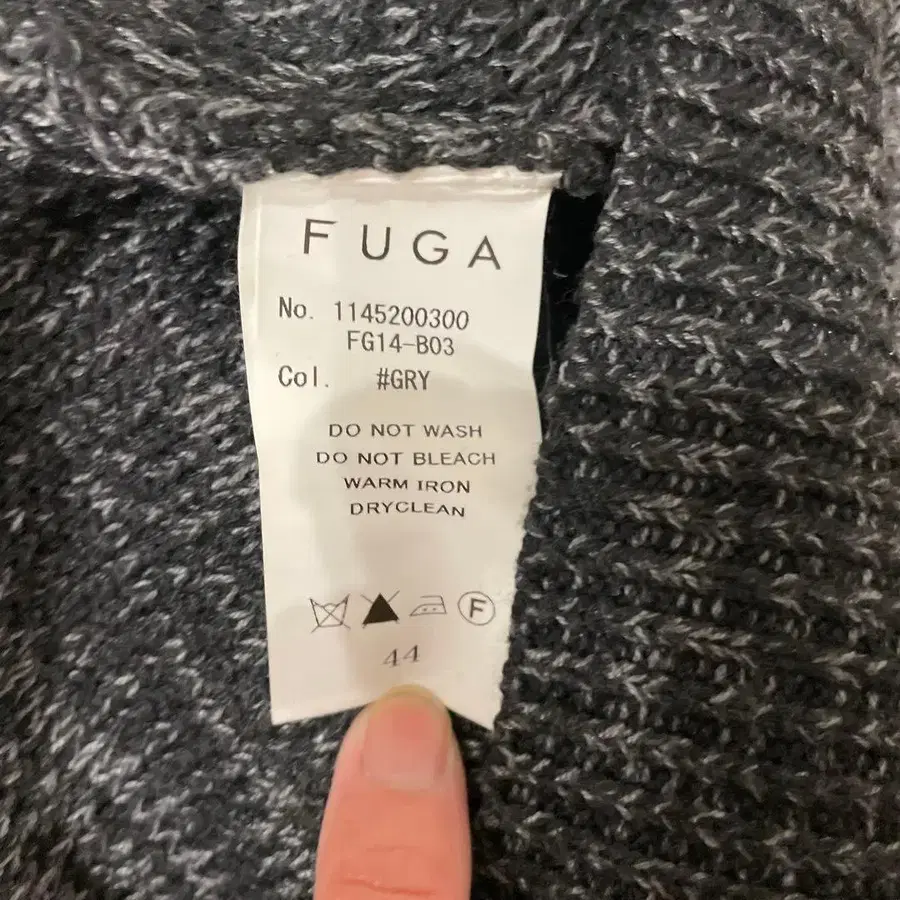 FUGA
No. 1145200300
FG14-B03
Col. #GRY
DO NOT WASH
DO NOT BLEACH
WARM IRON
DRYCLEAN
F
44